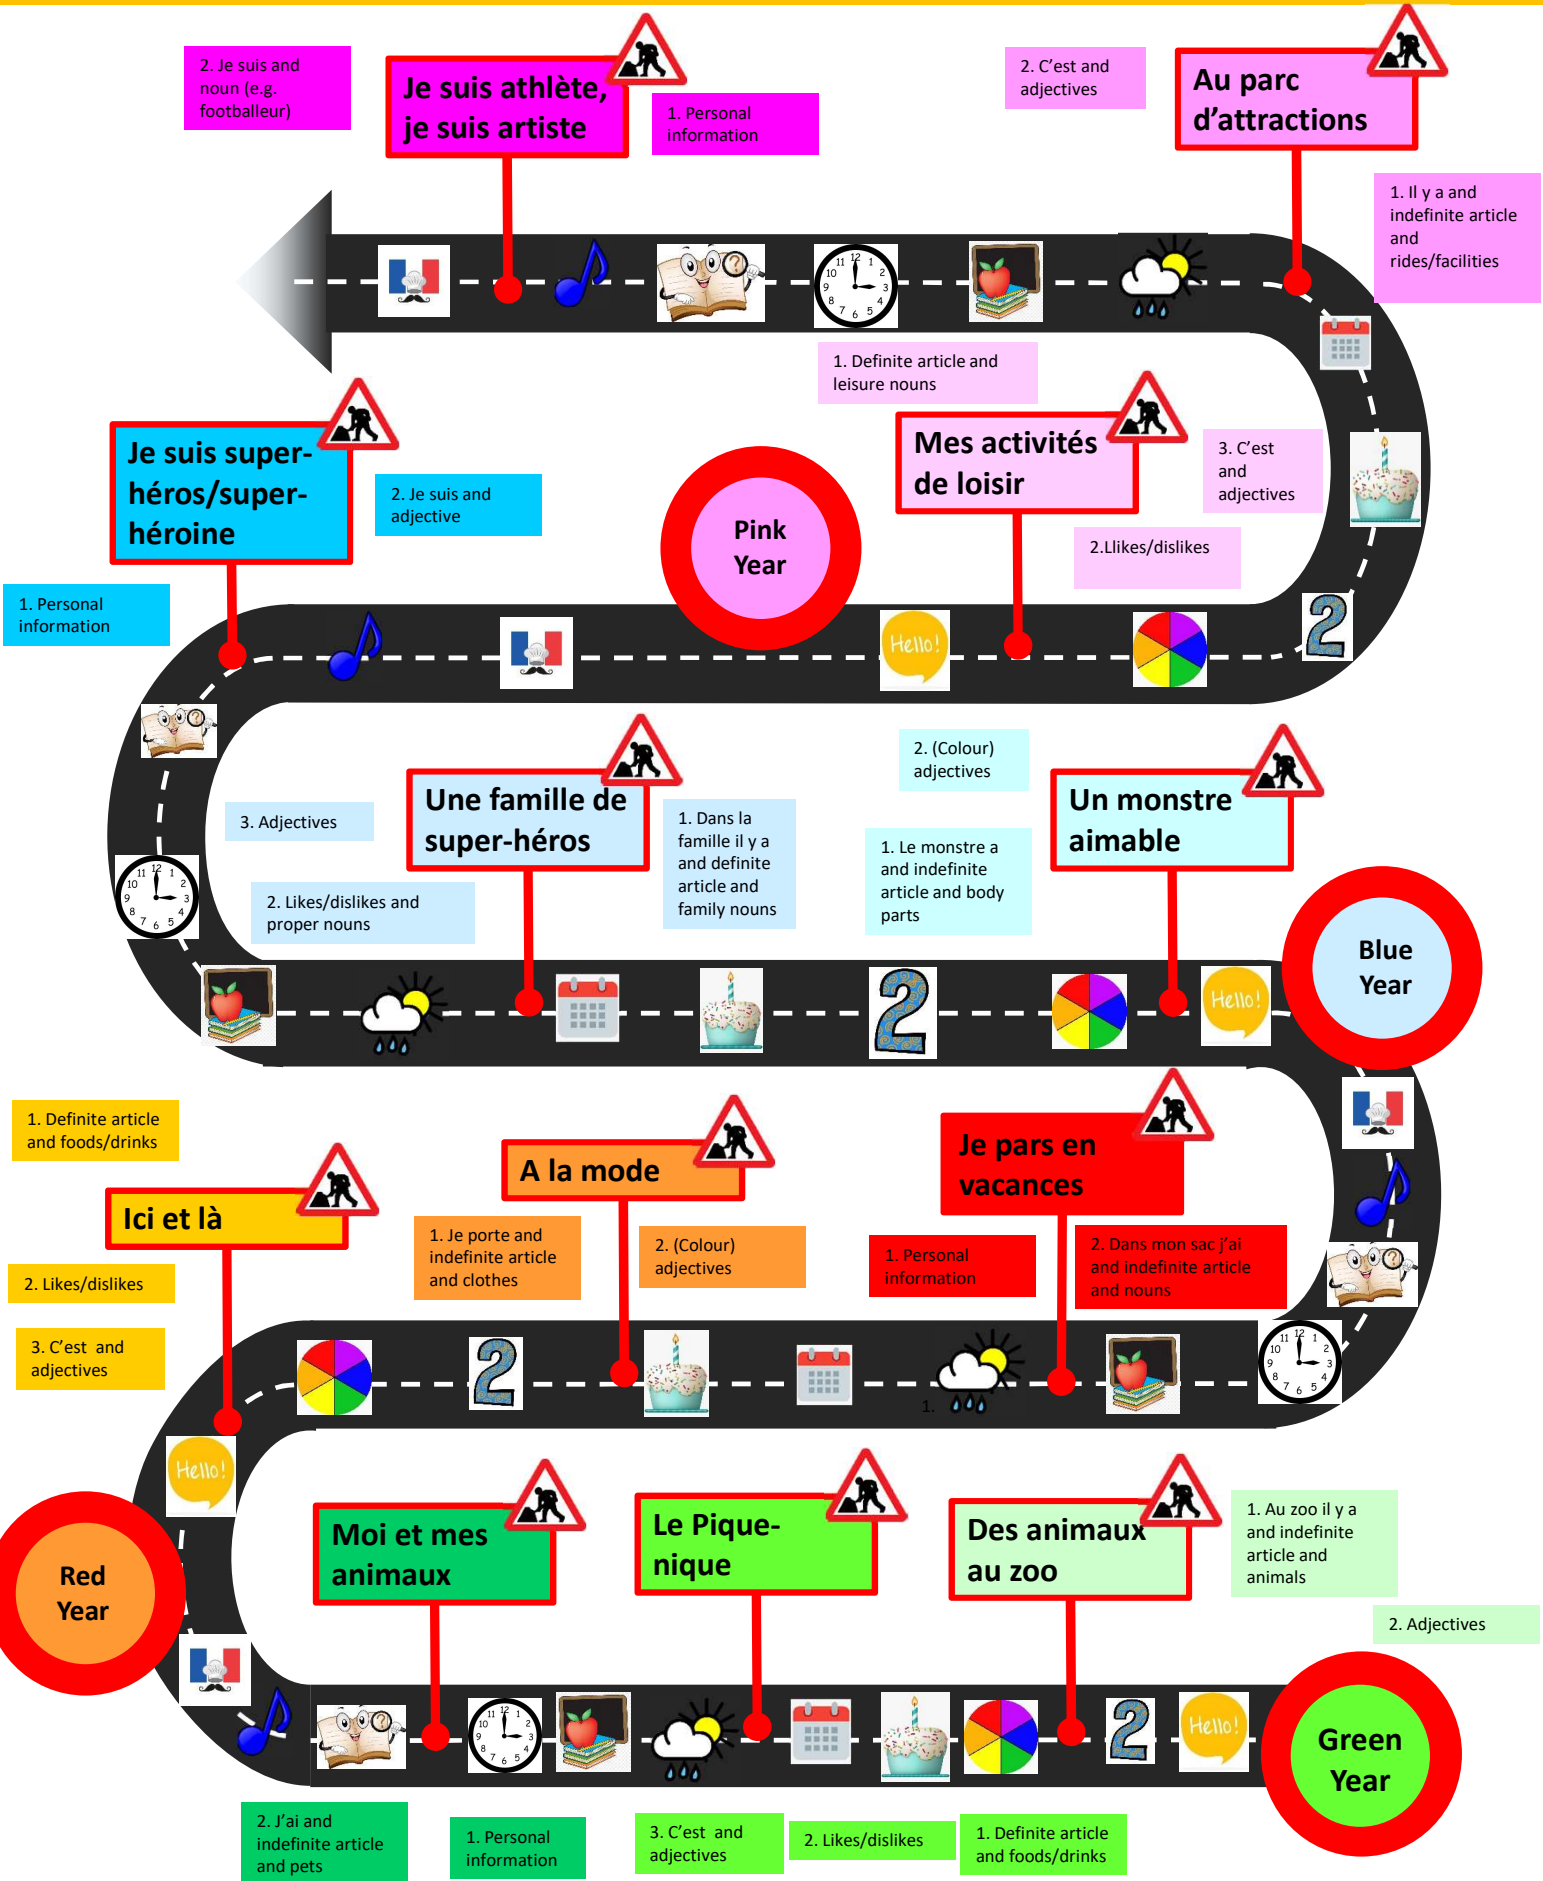 2. Je suis and
noun (e.g.
footballeur)
Je suis athlète,
je suis artiste
1. Personal
information
2. C'est and
adjectives
Au parc
d'attractions
1. Il y a and
indefinite article
and
rides/facilities
1. Definite article and
leisure nouns
Je suis super-
héros/super-
héroine
2. Je suis and
adjective
1. Personal
information
Pink
Year
Mes activités
de loisir
3. C'est
and
adjectives
2.Llikes/dislikes
Hello!
2
3. Adjectives
2. Likes/dislikes and
proper nouns
Une famille de
super-héros
1. Dans la
famille il y a
and definite
article and
family nouns
2. (Colour)
adjectives
1. Le monstre a
and indefinite
article and body
parts
Un monstre
aimable
Blue
Year
2
Hello!
1. Definite article
and foods/drinks
Ici et là
2. Likes/dislikes
3. C'est  and
adjectives
A la mode
1. Je porte and
indefinite article
and clothes
2. (Colour)
adjectives
Je pars en
vacances
1. Personal
information
2. Dans mon sac j'ai
and indefinite article
and nouns
2
1.
Hello!
Red
Year
Moi et mes
animaux
Le Pique-
nique
Des animaux
au zoo
1. Au zoo il y a
and indefinite
article and
animals
2. Adjectives
2
Hello!
Green
Year
2. J'ai and
indefinite article
and pets
1. Personal
information
3. C'est  and
adjectives
2. Likes/dislikes
1. Definite article
and foods/drinks